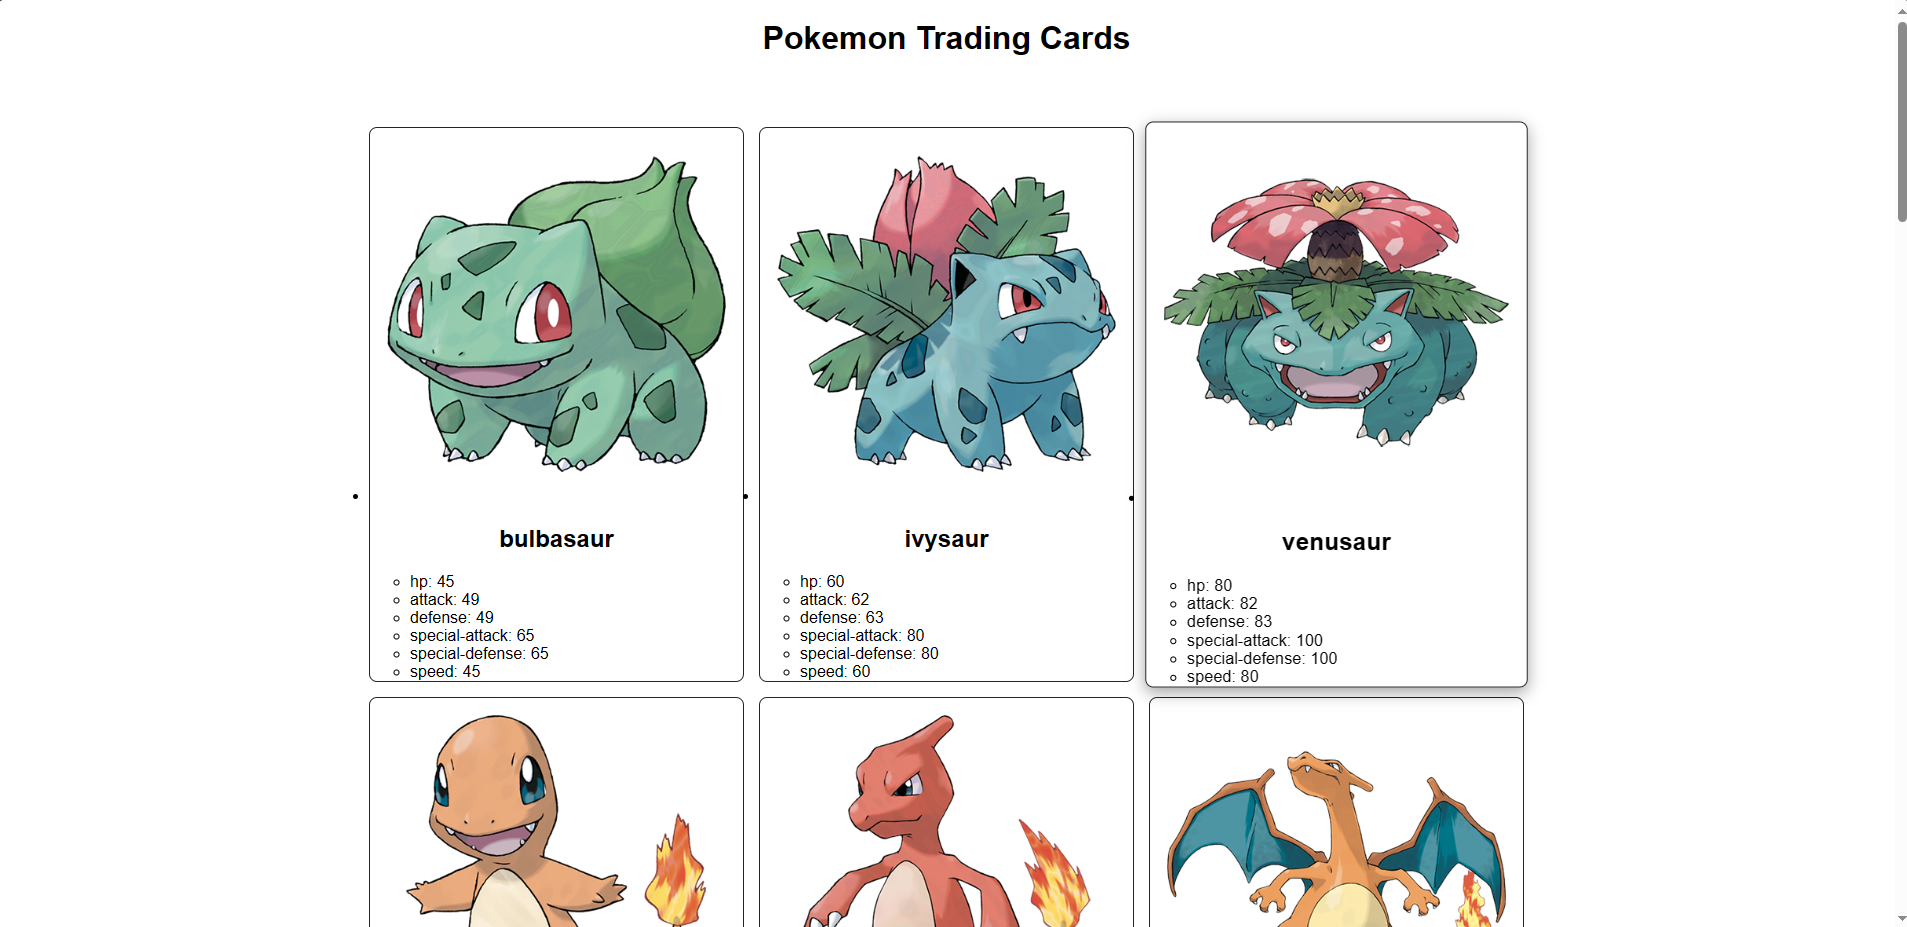 Pokemon Trading Cards
bulbasaur
hp: 45
attack: 49
defense: 49
special-attack: 65
special-defense: 65
speed: 45
ivysaur
hp: 60
attack: 62
defense: 63
special-attack: 80
special-defense: 80
speed: 60
venusaur
hp: 80
attack: 82
defense: 83
special-attack: 100
special-defense: 100
speed: 80